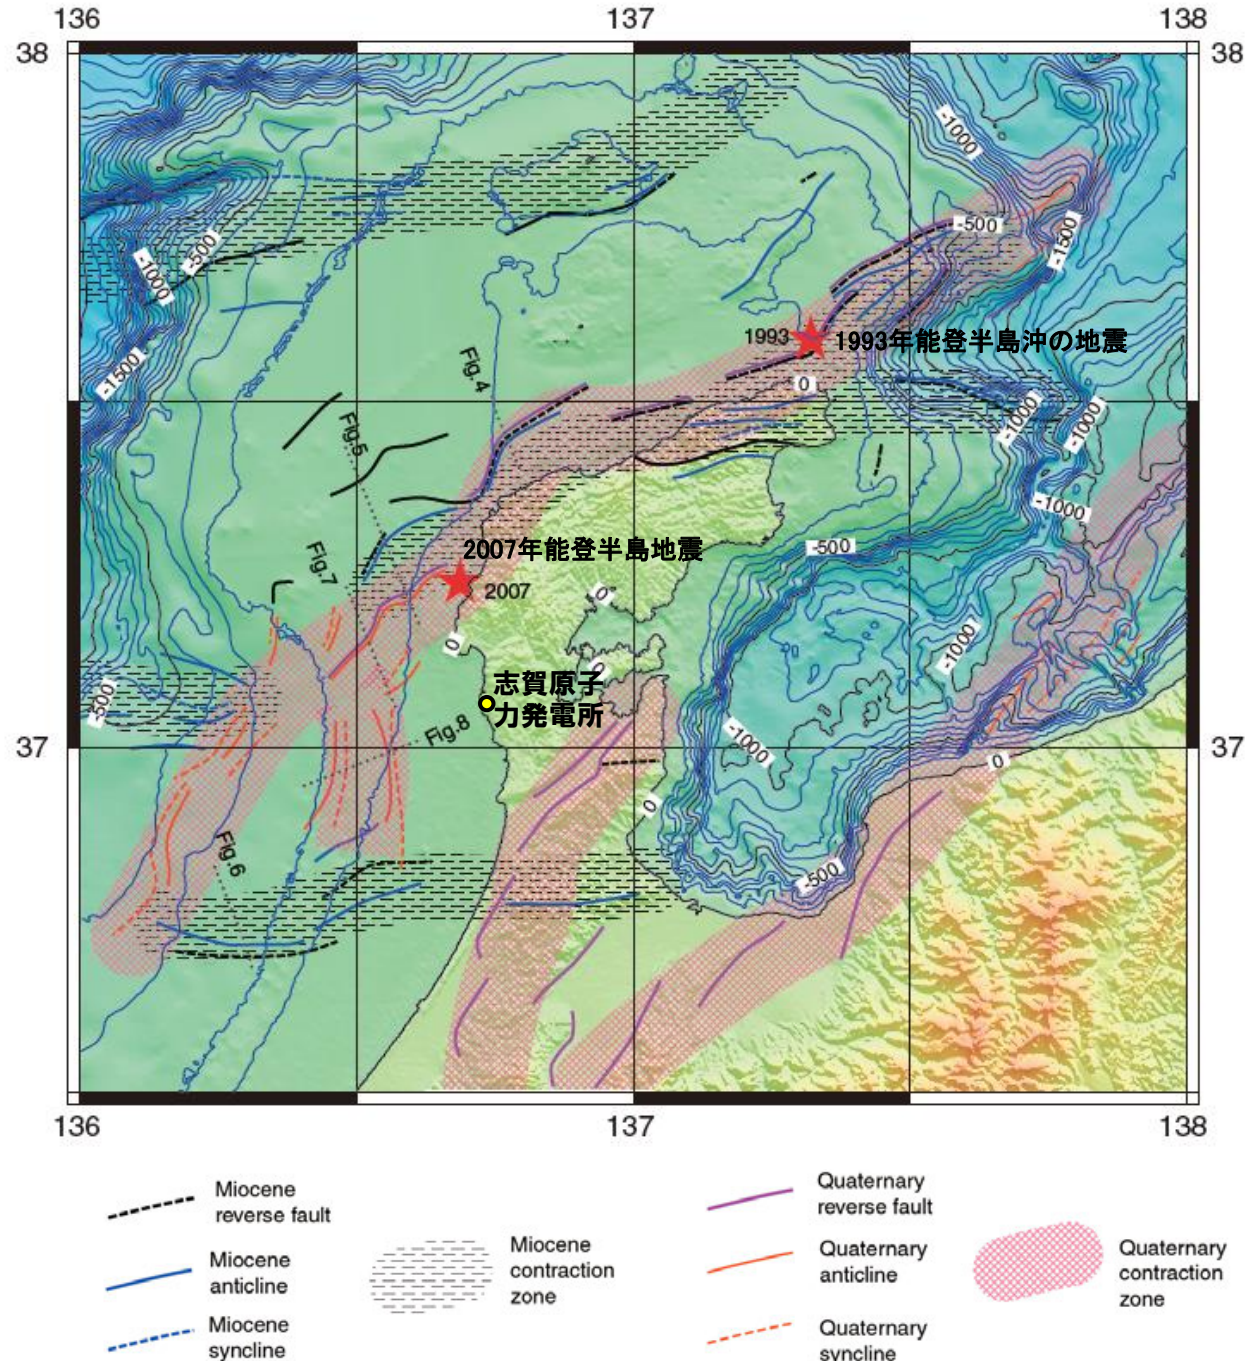 136
137
138
38
38
-1000
-500
-1500
-500
-1000
1993
1993年能登半島沖の地震
Fig.4
-1500
0
-1000
-1000
Fig.5
-1000
-500
2007年能登半島地震
Fig.7
2007
0
0
-1000
0
志賀原子
力発電所
-500
Fig.8
-1000
37
37
0
0
Fig.6
-500
136
137
138
Miocene
reverse fault
Miocene
anticline
Miocene
syncline
Miocene
contraction
zone
Quaternary
reverse fault
Quaternary
anticline
Quaternary
syncline
Quaternary
contraction
zone